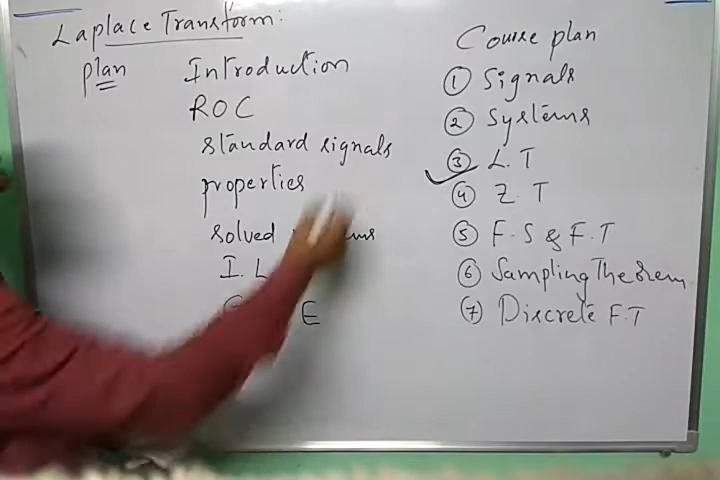 Laplace Transform:
plan
Introduction
ROC
standard signals
properties
solved
I. L
E
Course plan
① Signals
② Systems
③ L.T
④ Z.T
⑤ F.S & F.T
⑥ Sampling Theorem
⑦ Discrete F.T